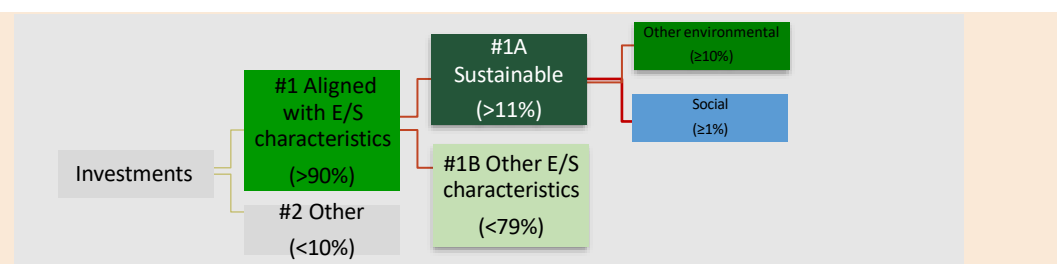 Investments
#1 Aligned
with E/S
characteristics
(>90%)
#2 Other
(<10%)
#1A
Sustainable
(>11%)
#1B Other E/S
characteristics
(<79%)
Other environmental
(≥10%)
Social
(≥1%)